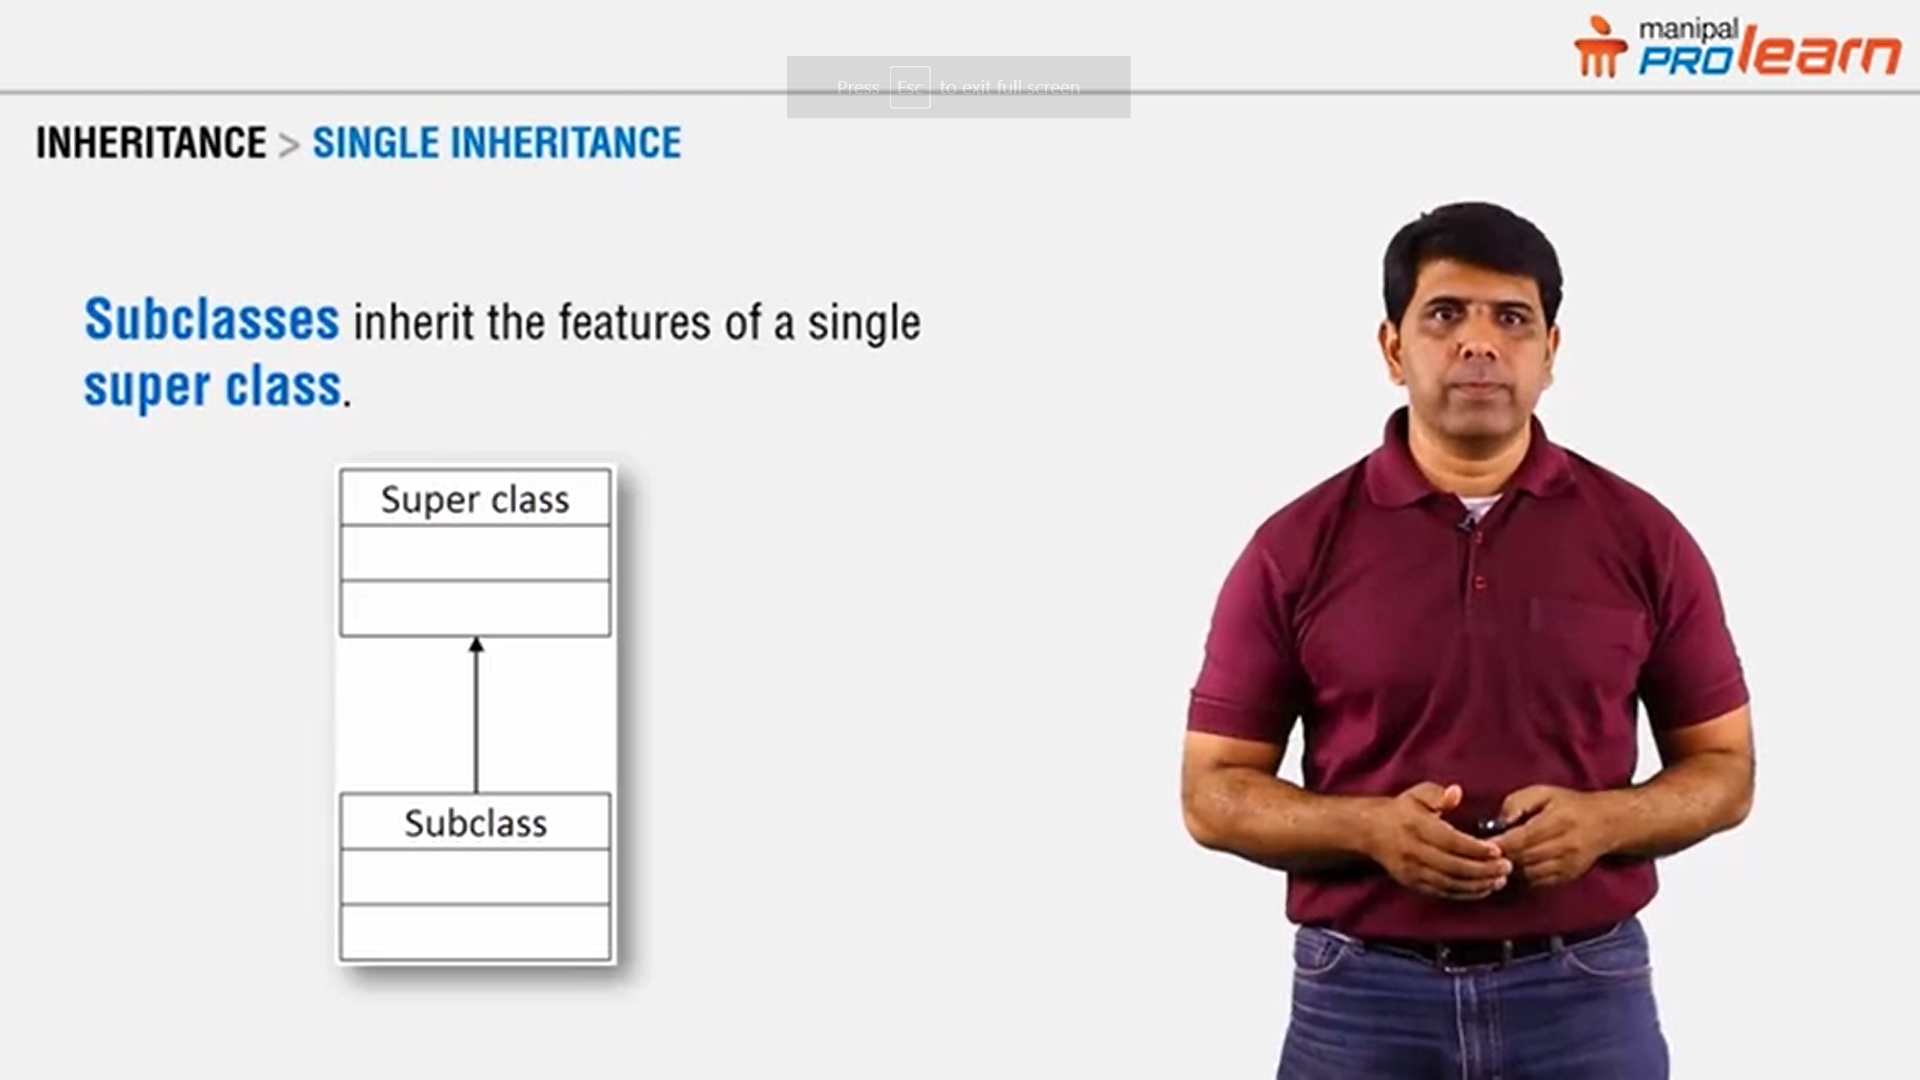 manipal
PROlearn
Press Esc to exit full screen
INHERITANCE > SINGLE INHERITANCE
Subclasses inherit the features of a single
super class.
Super class
Subclass